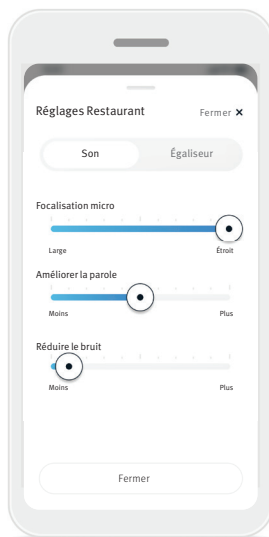 Réglages Restaurant Fermer ×
Son Égaliseur
Focalisation micro
Large Étroit
Améliorer la parole
Moins Plus
Réduire le bruit
Moins Plus
Fermer